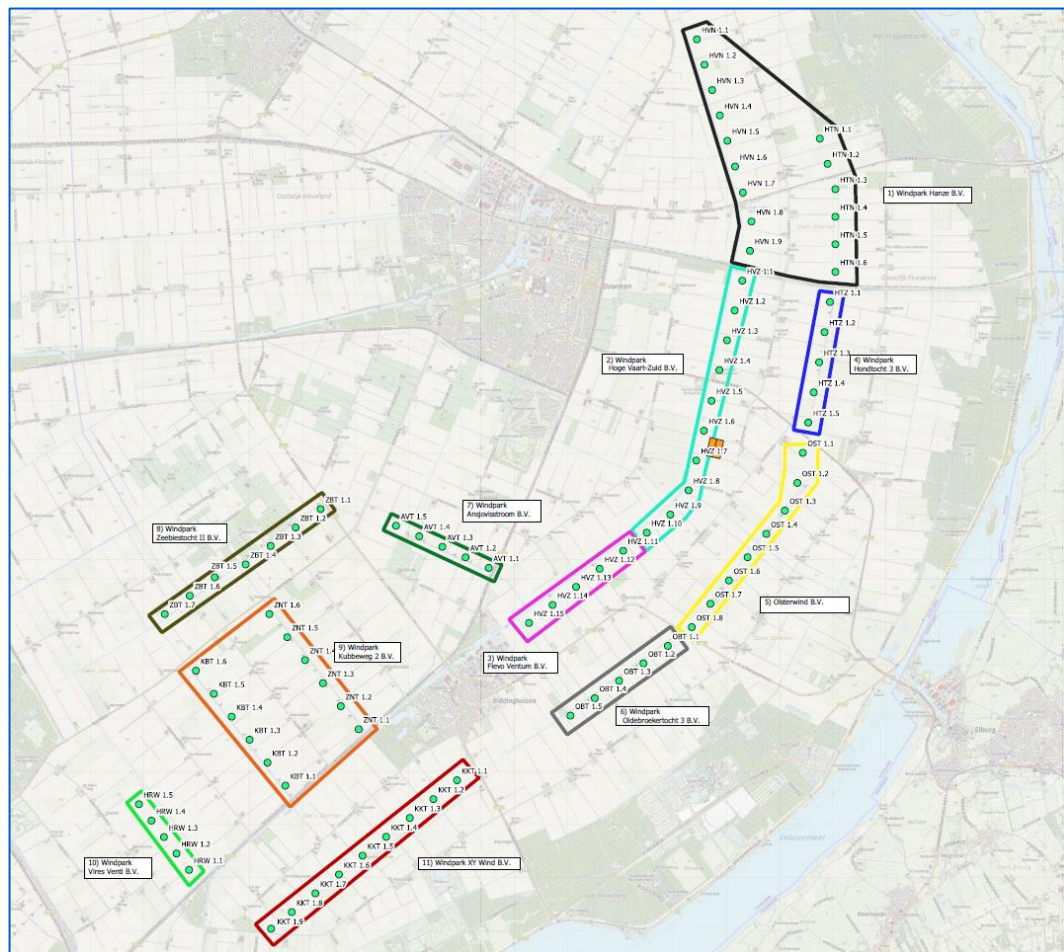 HVN-1.1
HVN 1.2
HVN 1.3
HVN 1.4
HVN 1.5
HVN 1.6
HVN 1.7
HVN 1.8
HVN 1.9
HTN 1.1
HTN-1.2
HTN-1.3
HTN-1.4
HTN-1.5
HTN-1.6
1) Windpark Hanze B.V.
Dronten
HVZ-1.1
HVZ 1.2
HVZ 1.3
HVZ 1.4
HVZ 1.5
HVZ 1.6
HVZ 1.7
HVZ 1.8
HVZ 1.9
HVZ 1.10
HVZ 1.11
HVZ 1.12
HVZ 1.13
HVZ 1.14
HVZ 1.15
2) Windpark
Hoge Vaart-Zuid B.V.
HTZ 1.1
HTZ 1.2
HTZ 1.3
HTZ 1.4
HTZ 1.5
4) Windpark
Hondtocht 3 B.V.
OST 1.1
OST 1.2
OST 1.3
OST 1.4
OST 1.5
OST 1.6
OST 1.7
OST 1.8
5) Olsterwind B.V.
7) Windpark
Ansjovisstroom B.V.
AVT 1.5
AVT 1.4
AVT 1.3
AVT 1.2
AVT 1.1
8) Windpark
Zeebiestocht II B.V.
ZBT 1.1
ZBT 1.2
ZBT 1.3
ZBT 1.4
ZBT 1.5
ZBT 1.6
ZBT 1.7
ZNT 1.6
ZNT 1.5
ZNT 1.4
ZNT 1.3
ZNT 1.2
ZNT 1.1
9) Windpark
Kubbeweg 2 B.V.
KBT 1.6
KBT 1.5
KBT 1.4
KBT 1.3
KBT 1.2
KBT 1.1
3) Windpark
Flevo Ventum B.V.
OBT 1.1
OBT 1.2
OBT 1.3
OBT 1.4
OBT 1.5
6) Windpark
Oldebroekertocht 3 B.V.
Biddinghuizen
Elburg
HRW 1.5
HRW 1.4
HRW 1.3
HRW 1.2
HRW 1.1
10) Windpark
Vires Venti B.V.
KKT 1.1
KKT 1.2
KKT 1.3
KKT 1.4
KKT 1.5
KKT 1.6
KKT 1.7
KKT 1.8
KKT 1.9
11) Windpark XY Wind B.V.
Veluwemeer